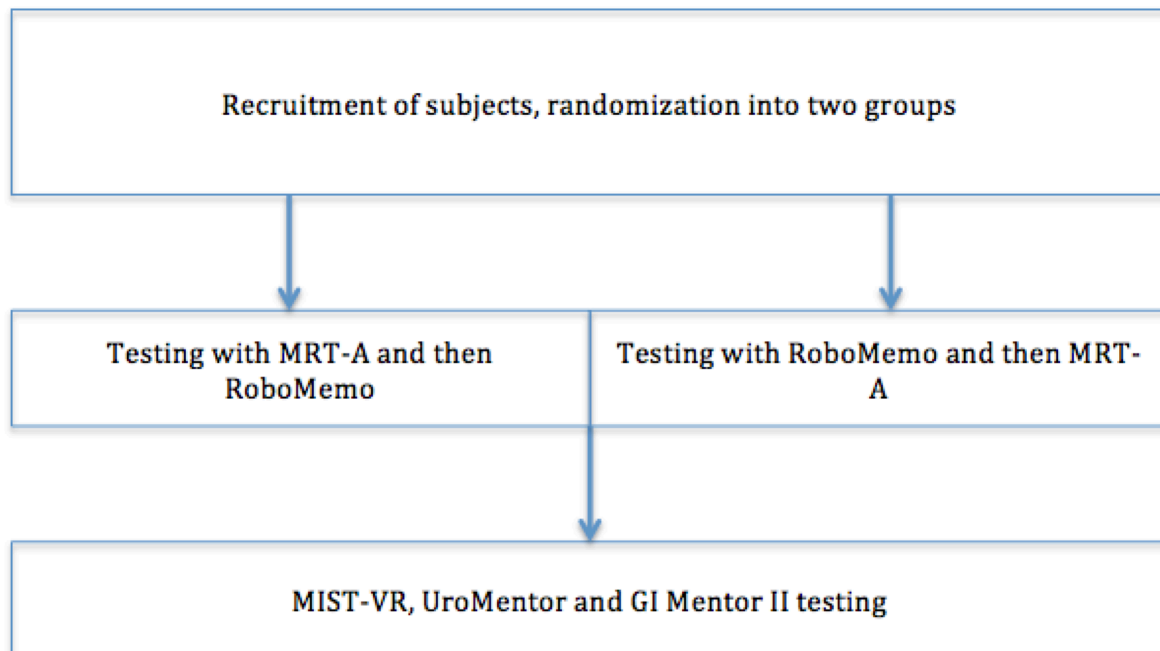 Recruitment of subjects, randomization into two groups
Testing with MRT-A and then
RoboMemo
Testing with RoboMemo and then MRT-
A
MIST-VR, UroMentor and GI Mentor II testing